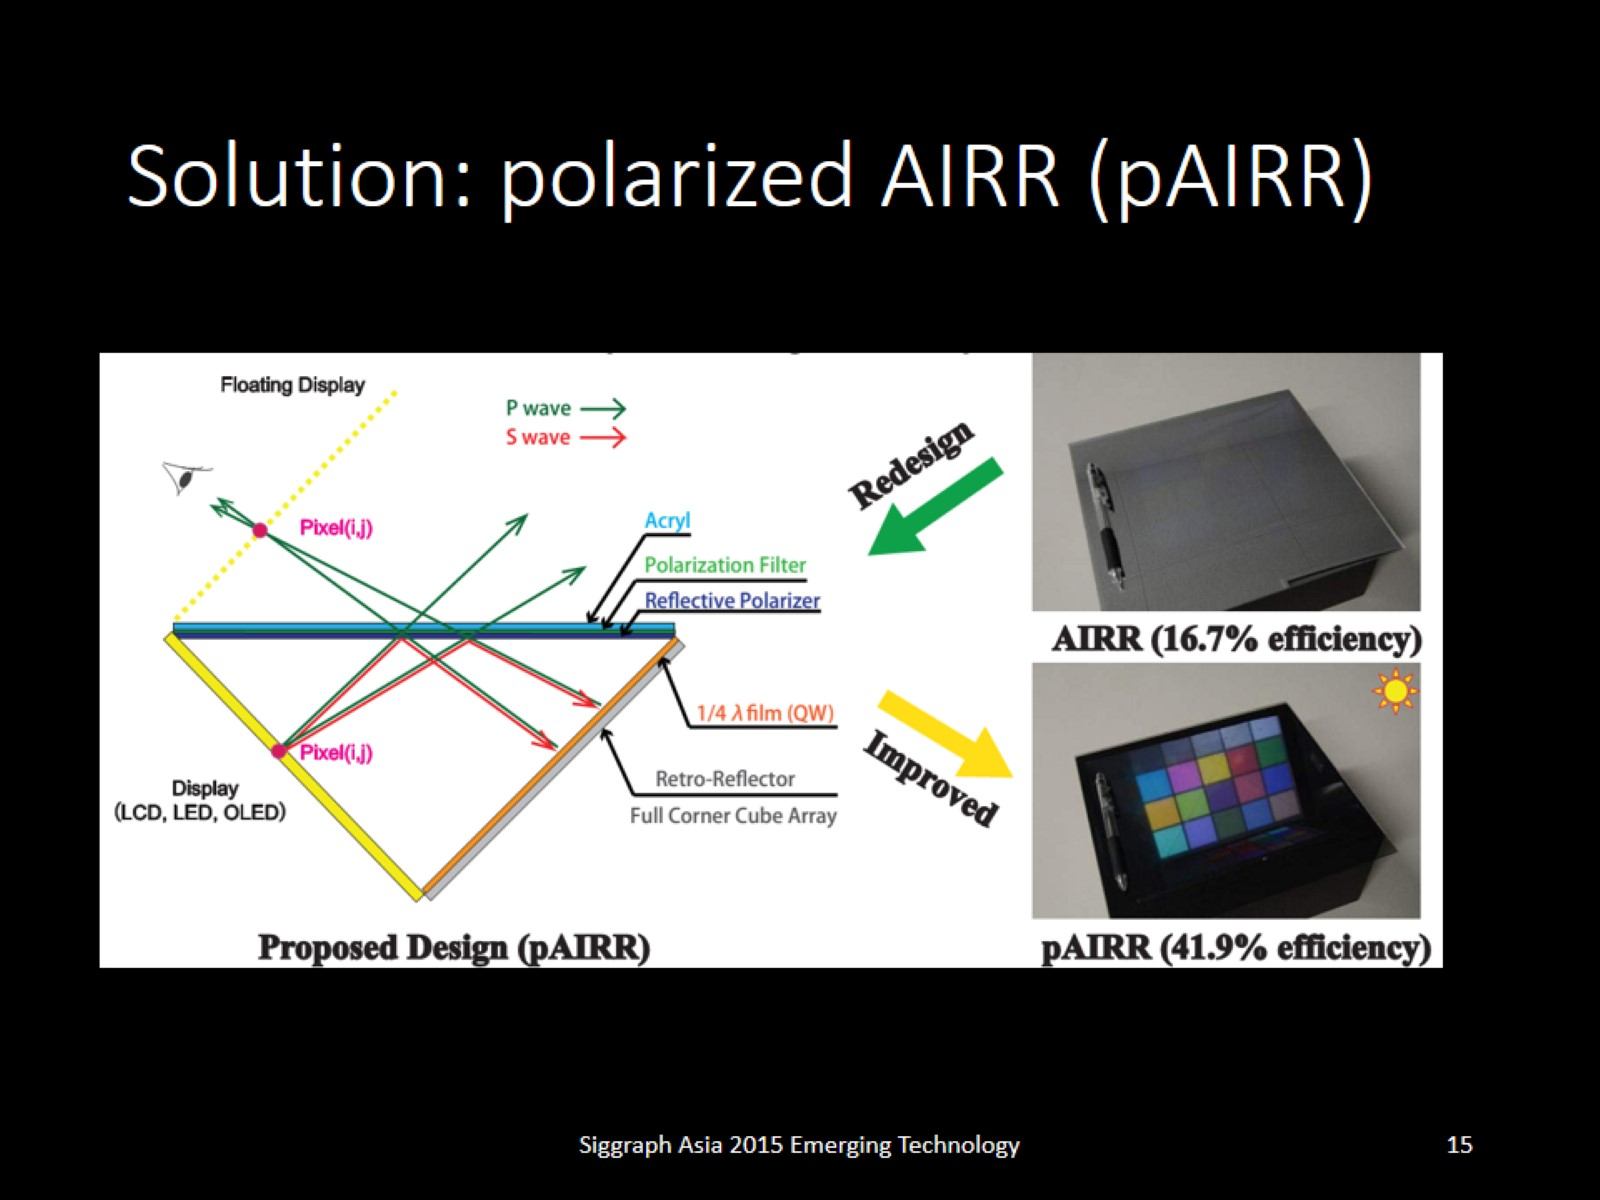 Solution: polarized AIRR (pAIRR)
Floating Display
P wave
S wave
Pixel(i,j)
Acryl
Polarization Filter
Reflective Polarizer
1/4 λ film (QW)
Pixel(i,j)
Retro-Reflector
Full Corner Cube Array
Display
(LCD, LED, OLED)
Proposed Design (pAIRR)
Redesign
Improved
AIRR (16.7% efficiency)
pAIRR (41.9% efficiency)
Siggraph Asia 2015 Emerging Technology
15